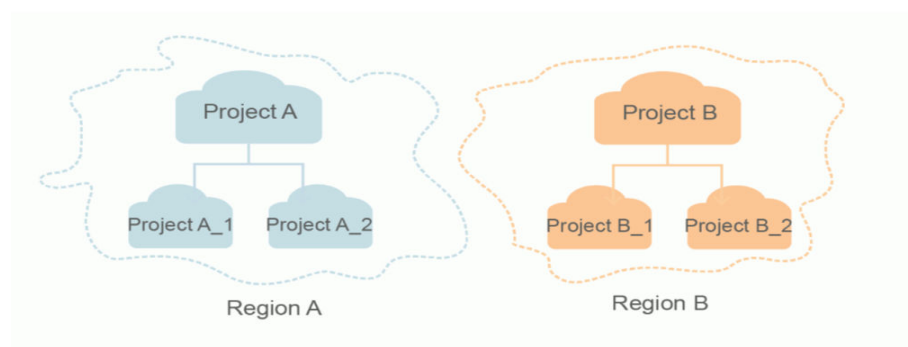 Project A
Project B
Project A_1
Project A_2
Project B_1
Project B_2
Region A
Region B